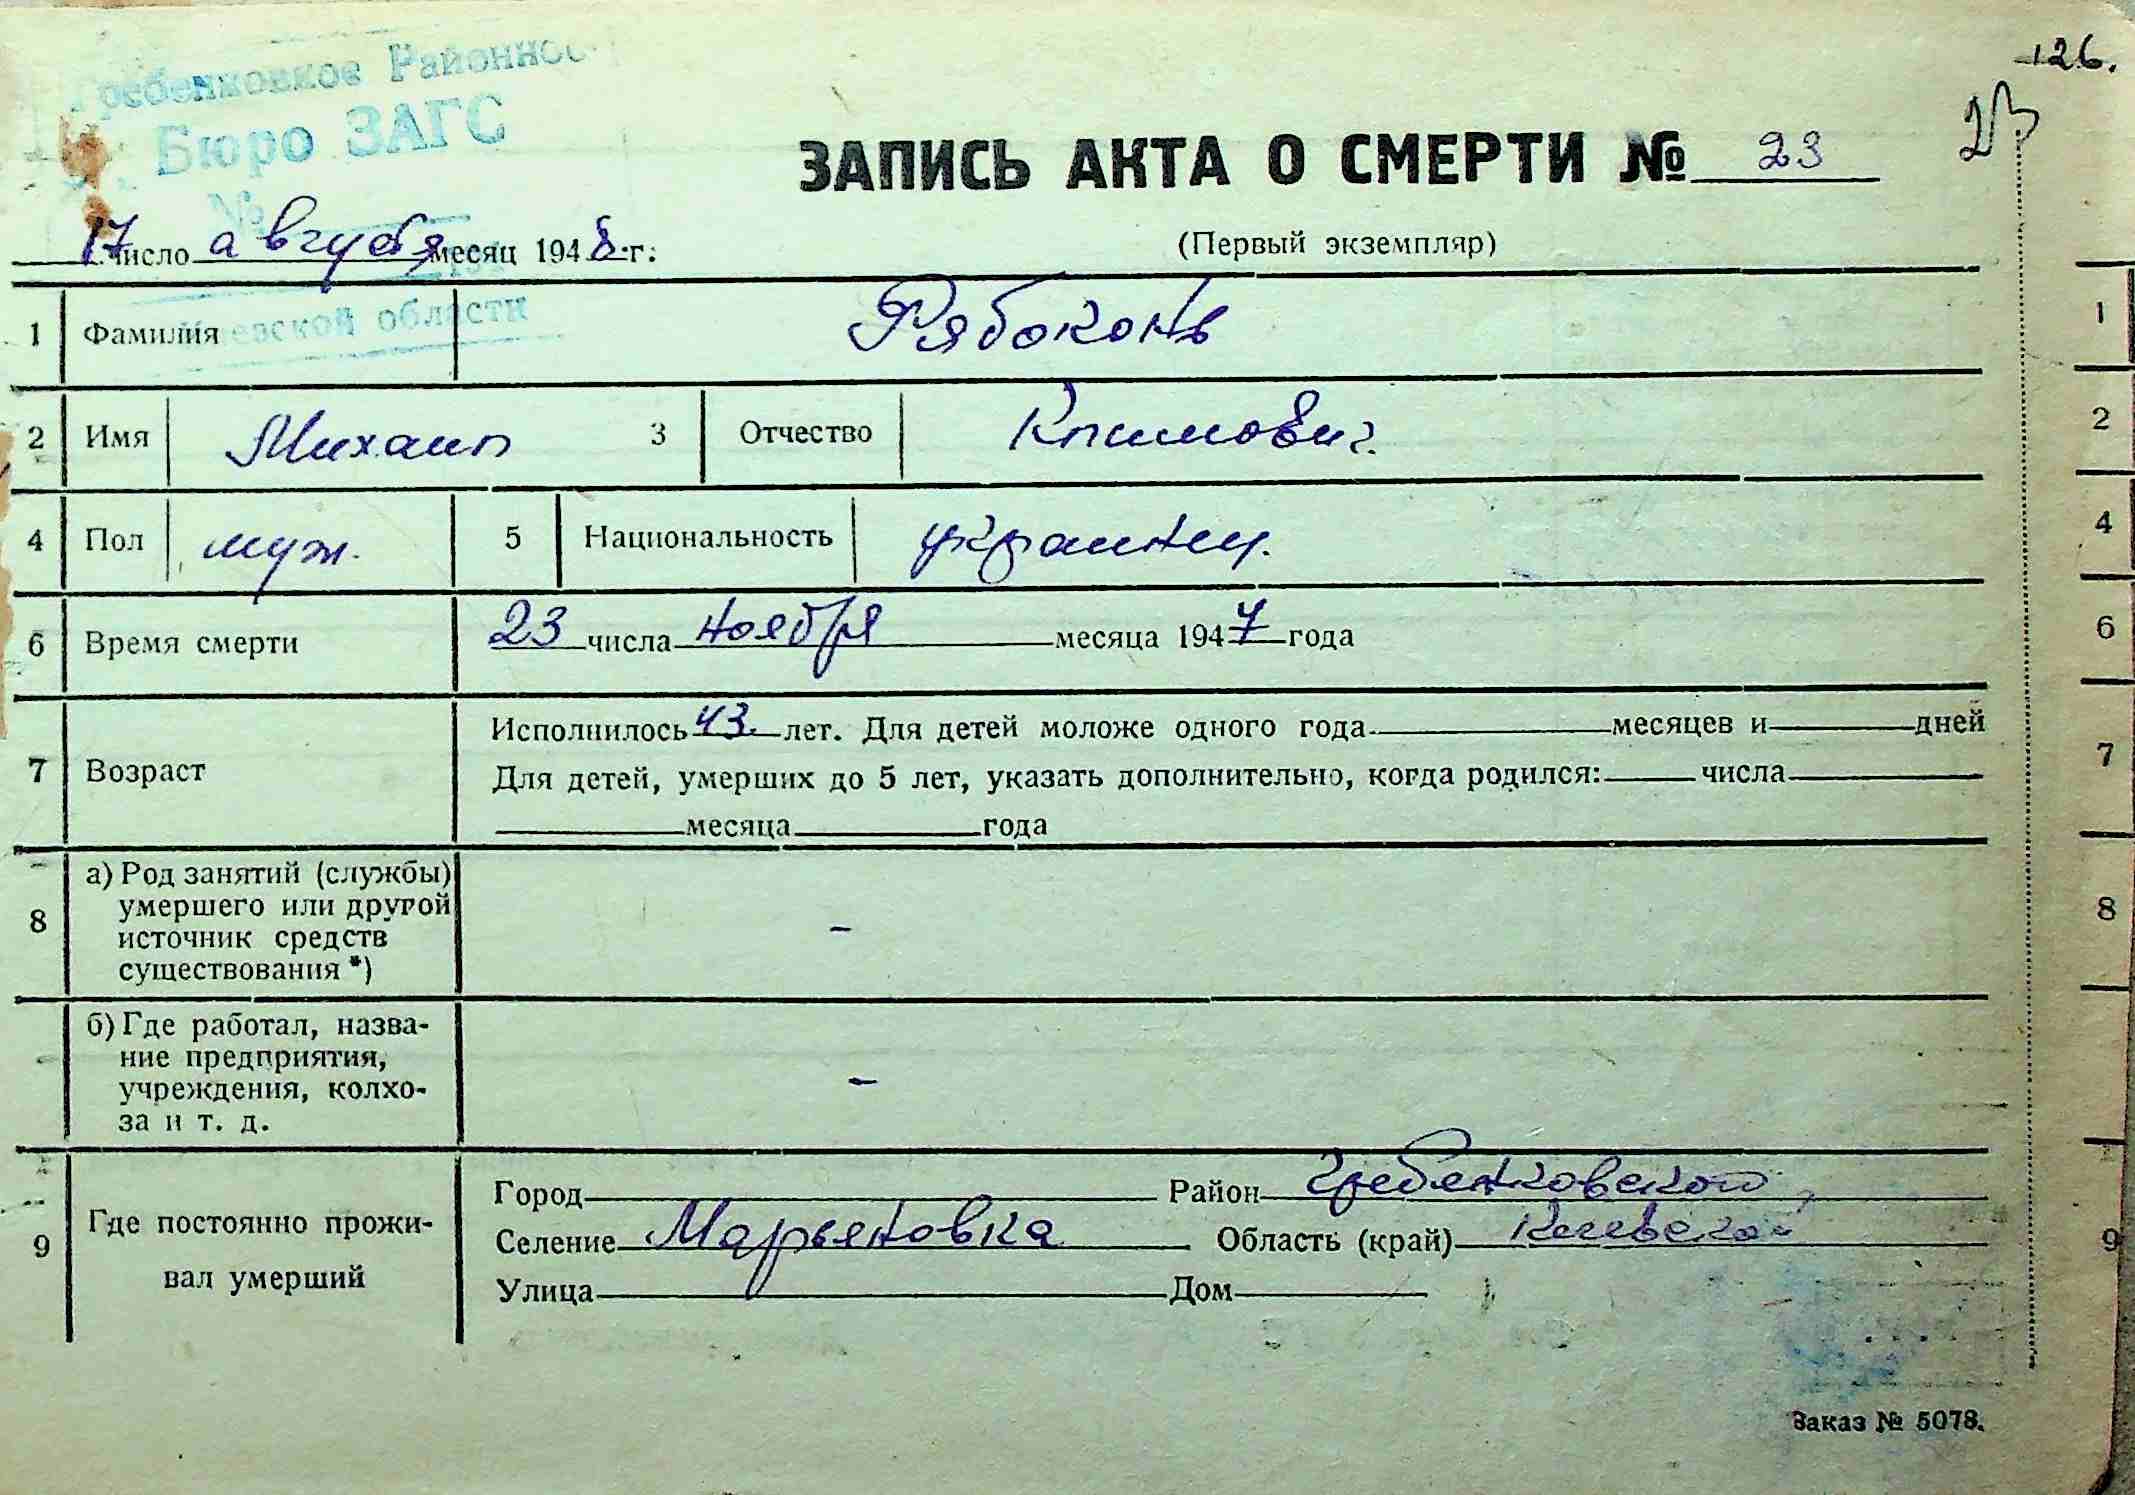 126.
Гребенковкое Районное
Бюро ЗАГС
№
ЗАПИСЬ АКТА О СМЕРТИ № 23
23
17 число августа месяц 1948 г.
(Первый экземпляр)
области
1 Фамилия Рябоконь 1
2 Имя Михаил 3 Отчество Климович. 2
4 Пол муж. 5 Национальность украинец. 4
6 Время смерти 23 числа ноября месяца 1947 года 6
7 Возраст Исполнилось 43 лет. Для детей моложе одного года месяцев и дней 7
Для детей, умерших до 5 лет, указать дополнительно, когда родился: числа
месяца года
8 а) Род занятий (службы) 8
умершего или другой
источник средств -
существования *)
б) Где работал, назва-
ние предприятия,
учреждения, колхо- -
за и т. д.
9 Где постоянно прожи-
вал умерший 9
Город Район Гребенковского
Селение Марьяновка Область (край) Киевской
Улица Дом
Заказ № 5078.